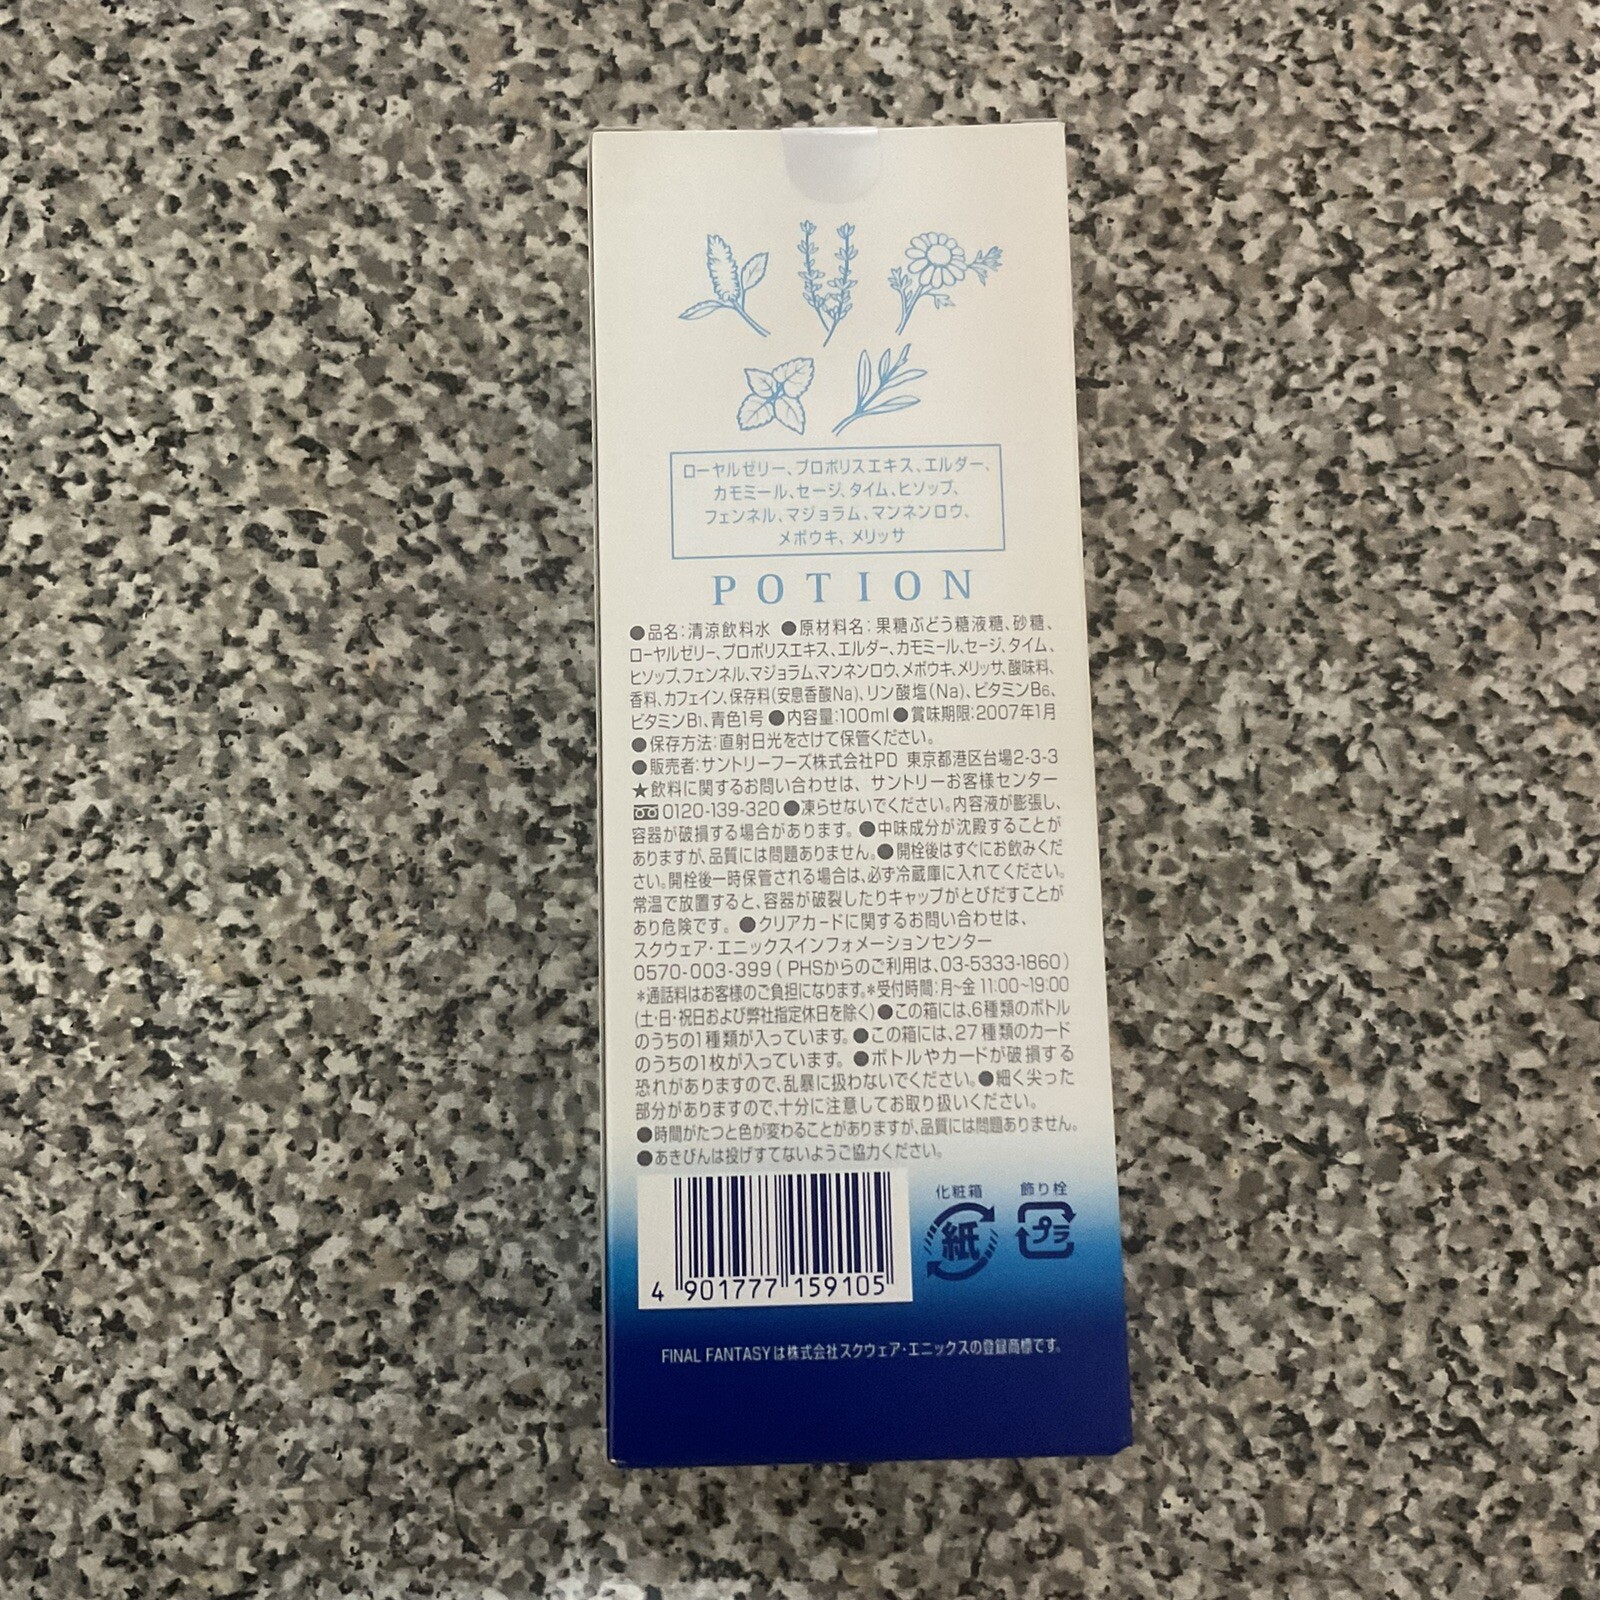 ローヤルゼリー、プロポリスエキス、エルダー、
カモミール、セージ、タイム、ヒソップ、
フェンネル、マジョラム、マンネンロウ、
メボウキ、メリッサ
POTION
●品名:清涼飲料水 ●原材料名:果糖ぶどう糖液糖、砂糖、
ローヤルゼリー、プロポリスエキス、エルダー、カモミール、セージ、タイム、
ヒソップ、フェンネル、マジョラム、マンネンロウ、メボウキ、メリッサ、酸味料、
香料、カフェイン、保存料(安息香酸Na)、リン酸塩(Na)、ビタミンB6、
ビタミンB1、青色1号 ●内容量:100ml ●賞味期限:2007年1月
●保存方法:直射日光をさけて保管ください。
●販売者:サントリーフーズ株式会社PD 東京都港区台場2-3-3
★飲料に関するお問い合わせは、サントリーお客様センター
0120-139-320 ●凍らせないでください。内容液が膨張し、
容器が破損する場合があります。●中味成分が沈殿することが
ありますが、品質には問題ありません。●開栓後はすぐにお飲みくだ
さい。開栓後一時保管される場合は、必ず冷蔵庫に入れてください。
常温で放置すると、容器が破裂したりキャップがとびだすことが
あり危険です。●クリアカードに関するお問い合わせは、
スクウェア・エニックスインフォメーションセンター
0570-003-399 ( PHSからのご利用は、03-5333-1860)
*通話料はお客様のご負担になります。*受付時間:月~金 11:00~19:00
(土・日・祝日および弊社指定休日を除く)●この箱には、6種類のボトル
のうちの1種類が入っています。●この箱には、27種類のカード
のうちの1枚が入っています。●ボトルやカードが破損する
恐れがありますので、乱暴に扱わないでください。●細く尖った
部分がありますので、十分に注意してお取り扱いください。
●時間がたつと色が変わることがありますが、品質には問題ありません。
●あきびんは投げすてないようご協力ください。
化粧箱 飾り栓
紙 プラ
4 901777 159105
FINAL FANTASYは株式会社スクウェア・エニックスの登録商標です。